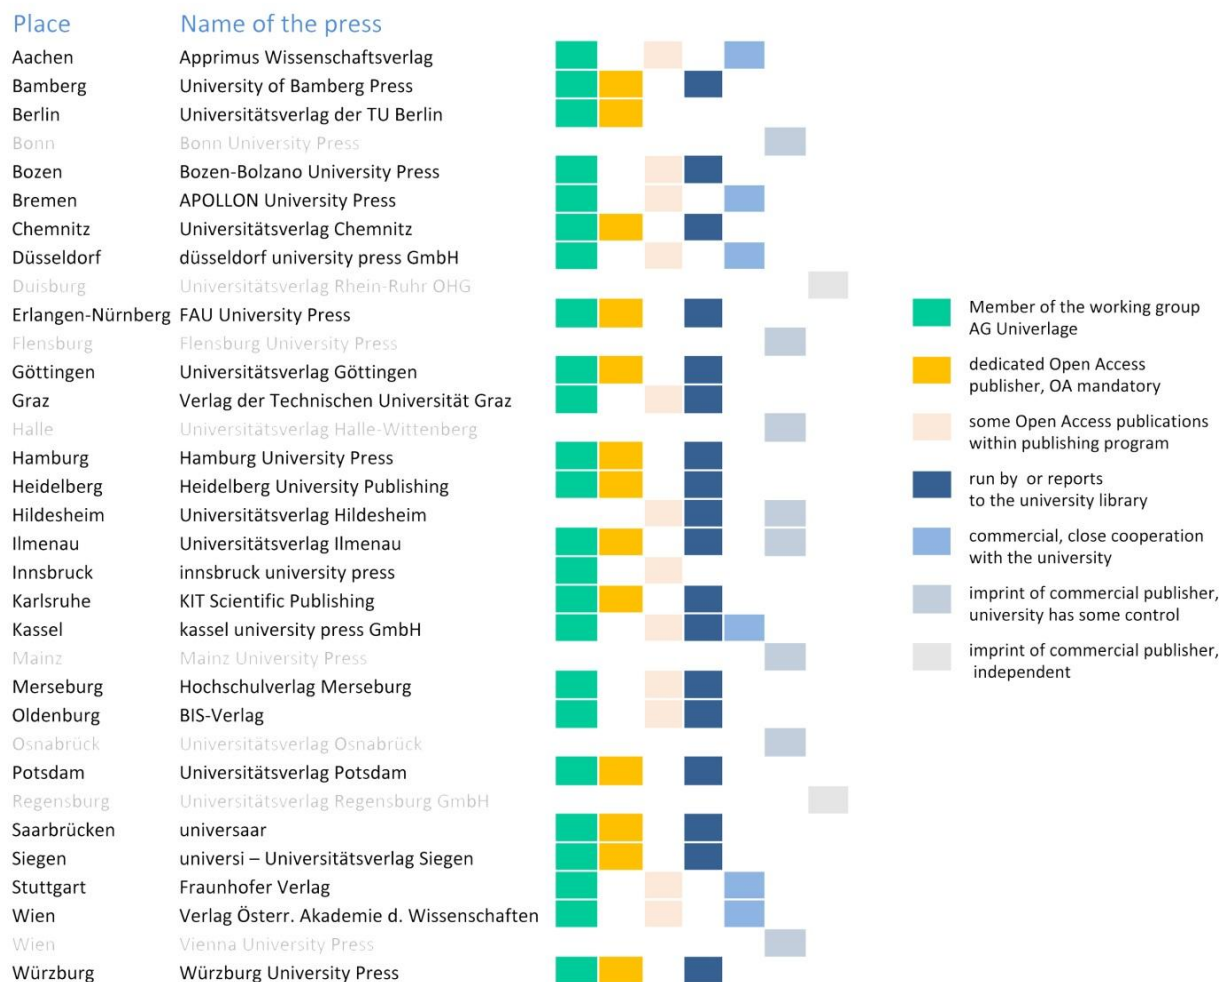 Place Name of the press
Aachen Apprimus Wissenschaftsverlag
Bamberg University of Bamberg Press
Berlin Universitätsverlag der TU Berlin
Bonn Bonn University Press
Bozen Bozen-Bolzano University Press
Bremen APOLLON University Press
Chemnitz Universitätsverlag Chemnitz
Düsseldorf düsseldorf university press GmbH
Duisburg Universitätsverlag Rhein-Ruhr OHG
Erlangen-Nürnberg FAU University Press
Flensburg Flensburg University Press
Göttingen Universitätsverlag Göttingen
Graz Verlag der Technischen Universität Graz
Halle Universitätsverlag Halle-Wittenberg
Hamburg Hamburg University Press
Heidelberg Heidelberg University Publishing
Hildesheim Universitätsverlag Hildesheim
Ilmenau Universitätsverlag Ilmenau
Innsbruck innsbruck university press
Karlsruhe KIT Scientific Publishing
Kassel kassel university press GmbH
Mainz Mainz University Press
Merseburg Hochschulverlag Merseburg
Oldenburg BIS-Verlag
Osnabrück Universitätsverlag Osnabrück
Potsdam Universitätsverlag Potsdam
Regensburg Universitätsverlag Regensburg GmbH
Saarbrücken universaar
Siegen universi – Universitätsverlag Siegen
Stuttgart Fraunhofer Verlag
Wien Verlag Österr. Akademie d. Wissenschaften
Wien Vienna University Press
Würzburg Würzburg University Press
Member of the working group
AG Univerlage
dedicated Open Access
publisher, OA mandatory
some Open Access publications
within publishing program
run by or reports
to the university library
commercial, close cooperation
with the university
imprint of commercial publisher,
university has some control
imprint of commercial publisher,
independent